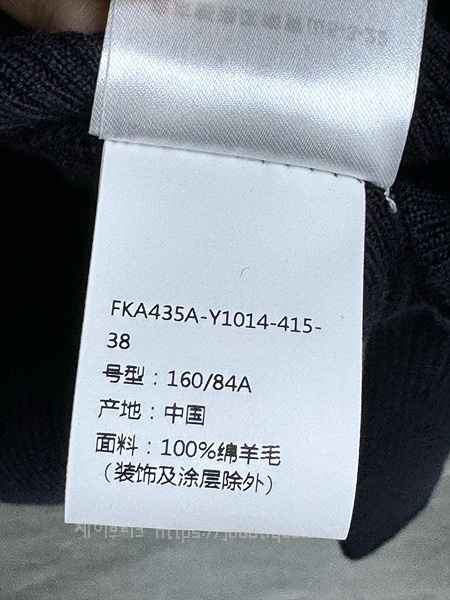 FKA435A-Y1014-415-
38
号型：160/84A
产地：中国
面料：100%绵羊毛
（装饰及涂层除外）